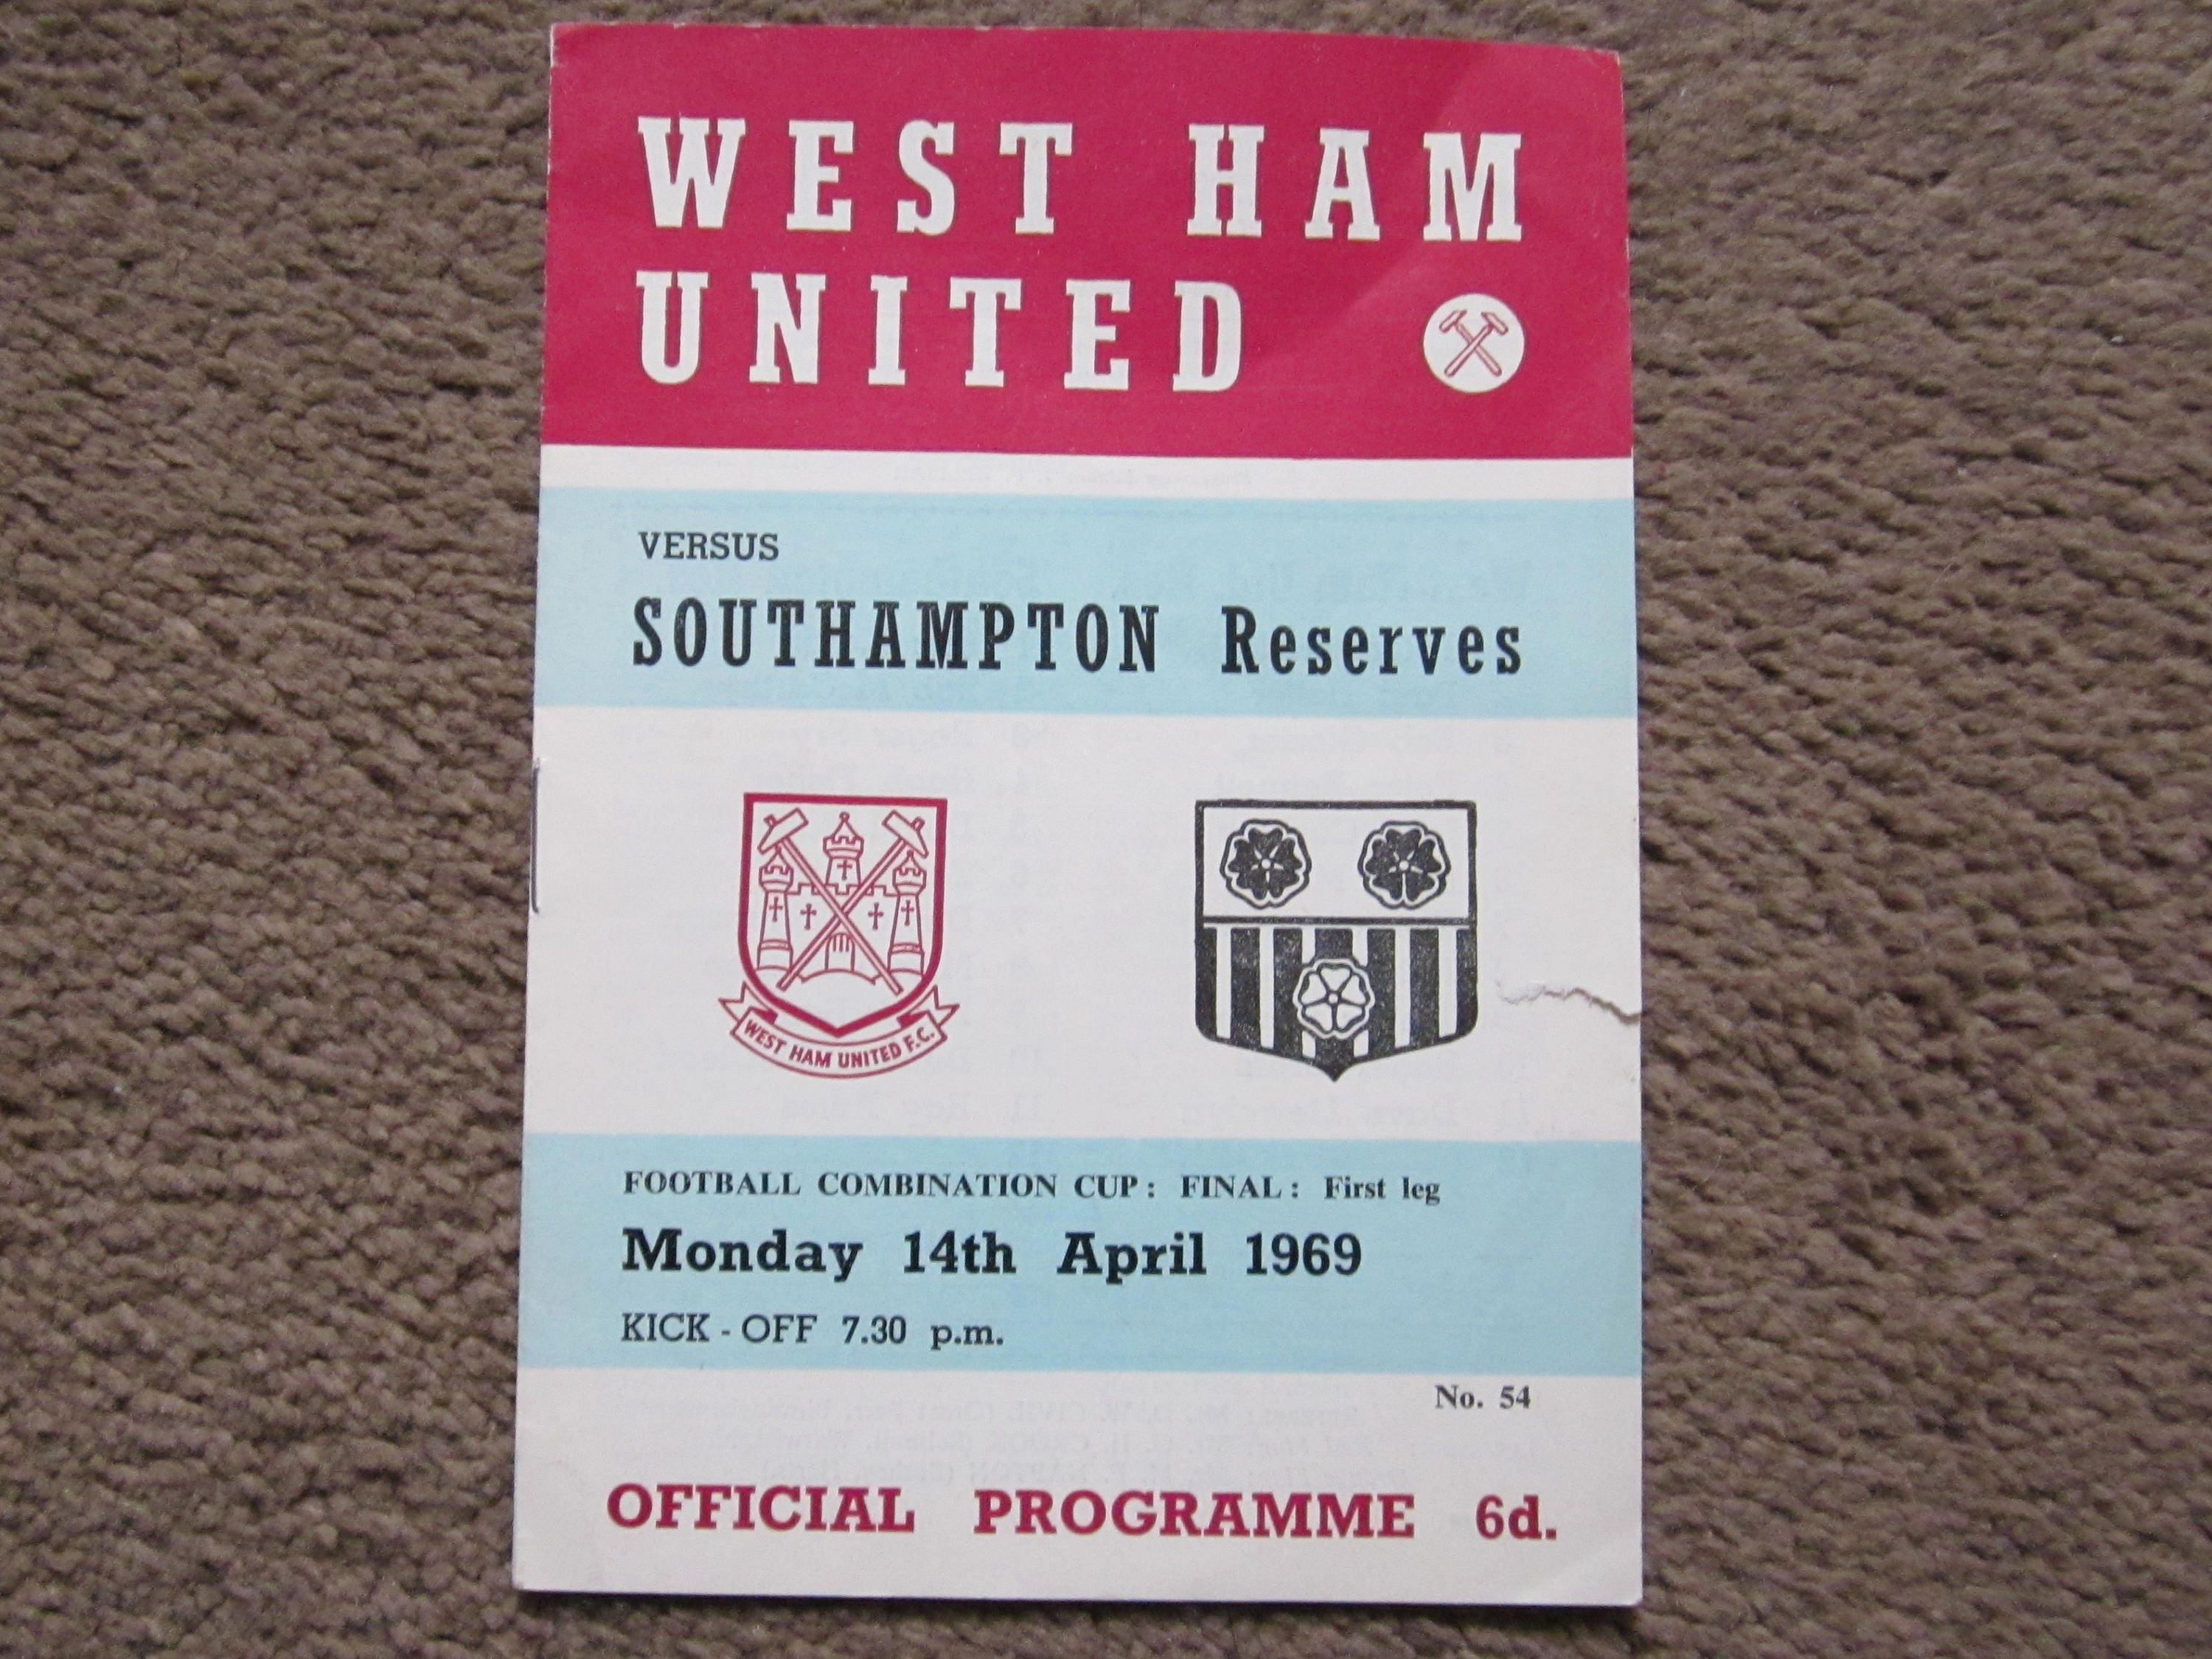 WEST HAM
UNITED
VERSUS
SOUTHAMPTON Reserves
WEST HAM UNITED F.C.
FOOTBALL COMBINATION CUP : FINAL : First leg
Monday 14th April 1969
KICK - OFF 7.30 p.m.
No. 54
OFFICIAL PROGRAMME 6d.